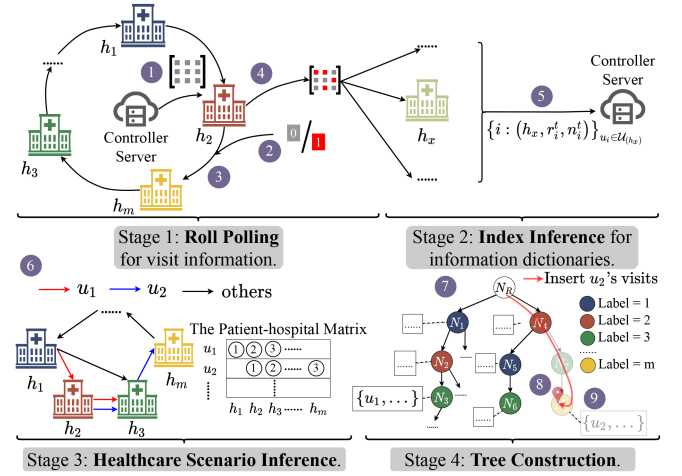 h₁
1
4
......
Controller
Server
h₂
hₓ
5
Controller
Server
{i : (hₓ, rᵢᵗ, nᵢᵗ)}uᵢ∈𝒰(hₓ)
h₃
2
0 / 1
3
hₘ
......
......
Stage 1: Roll Polling
for visit information.
Stage 2: Index Inference for
information dictionaries.
6
u₁
u₂
others
......
h₁
h₂
h₃
hₘ
The Patient-hospital Matrix
u₁ 1 2 3 ......
u₂ 1 2 ...... 3
h₁ h₂ h₃ ...... hₘ
7
Insert u₂'s visits
N_R
N₁
N₄
N₂
N₅
N₃
N₆
8
9
{u₁, ...}
{u₂, ...}
Label = 1
Label = 2
Label = 3
......
Label = m
Stage 3: Healthcare Scenario Inference.
Stage 4: Tree Construction.